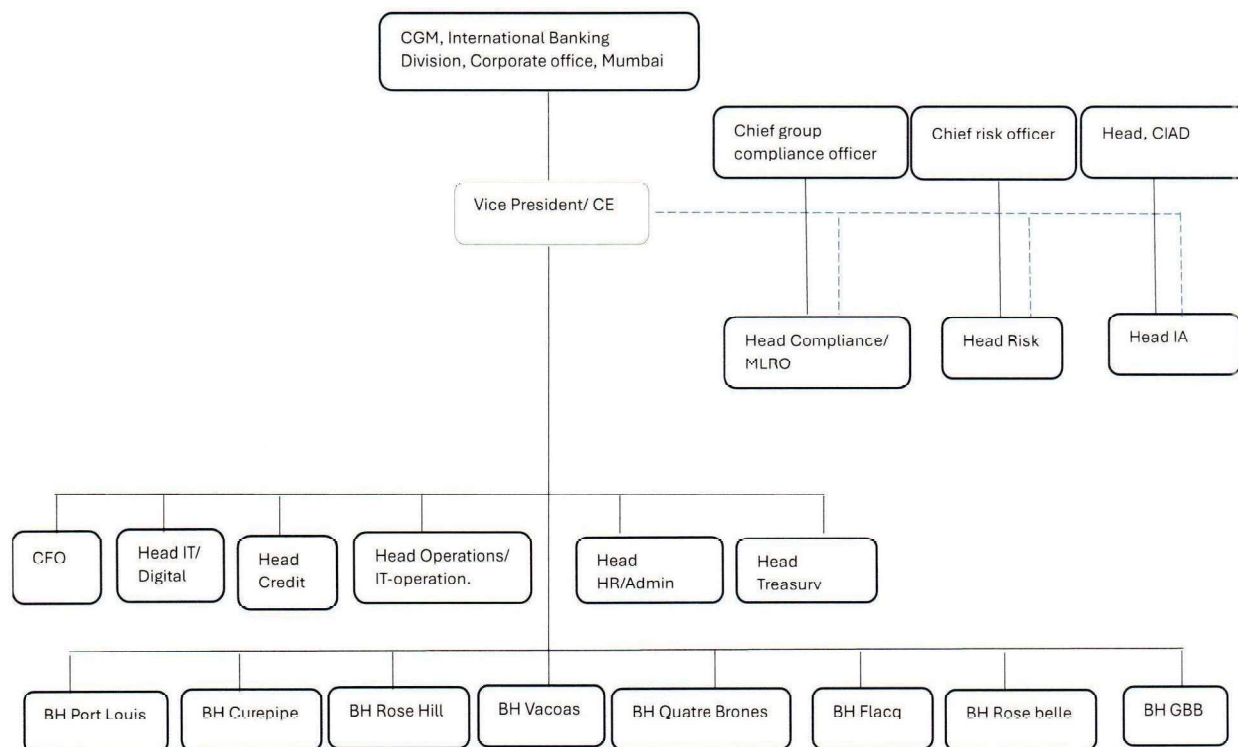 CGM, International Banking
Division, Corporate office, Mumbai
Chief group
compliance officer
Chief risk officer
Head, CIAD
Vice President/ CE
Head Compliance/
MLRO
Head Risk
Head IA
CFO
Head IT/
Digital
Head
Credit
Head Operations/
IT-operation.
Head
HR/Admin
Head
Treasury
BH Port Louis
BH Curepipe
BH Rose Hill
BH Vacoas
BH Quatre Brones
BH Flacq
BH Rose belle
BH GBB